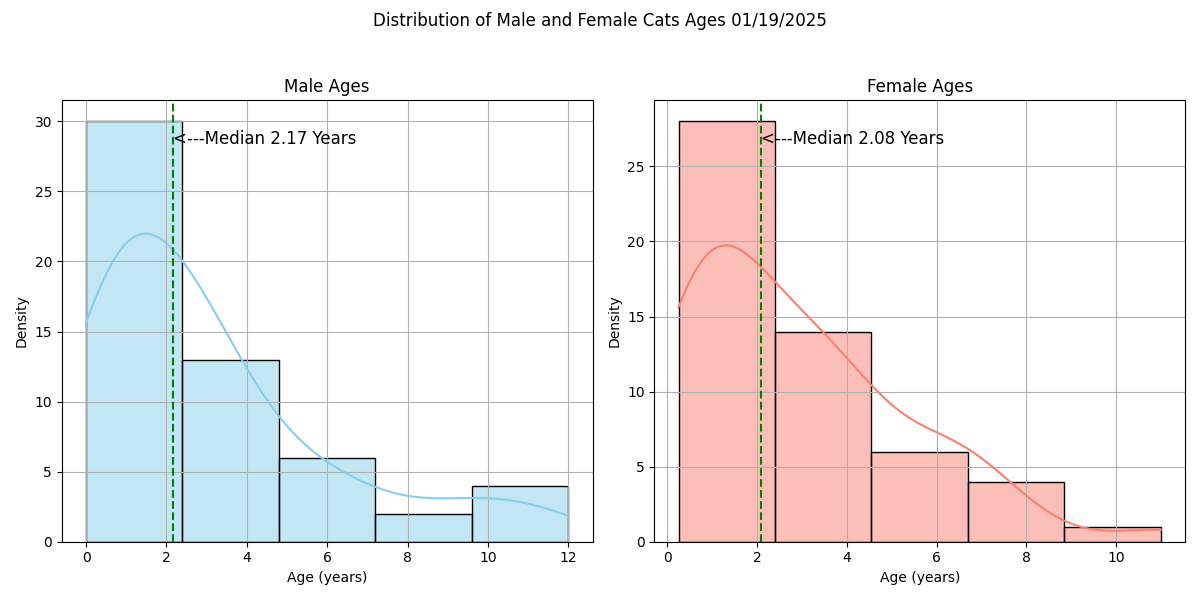 Distribution of Male and Female Cats Ages 01/19/2025
Male Ages
30
25
20
15
10
5
0
Density
<---Median 2.17 Years
0 2 4 6 8 10 12
Age (years)
Female Ages
25
20
15
10
5
0
Density
<---Median 2.08 Years
0 2 4 6 8 10
Age (years)